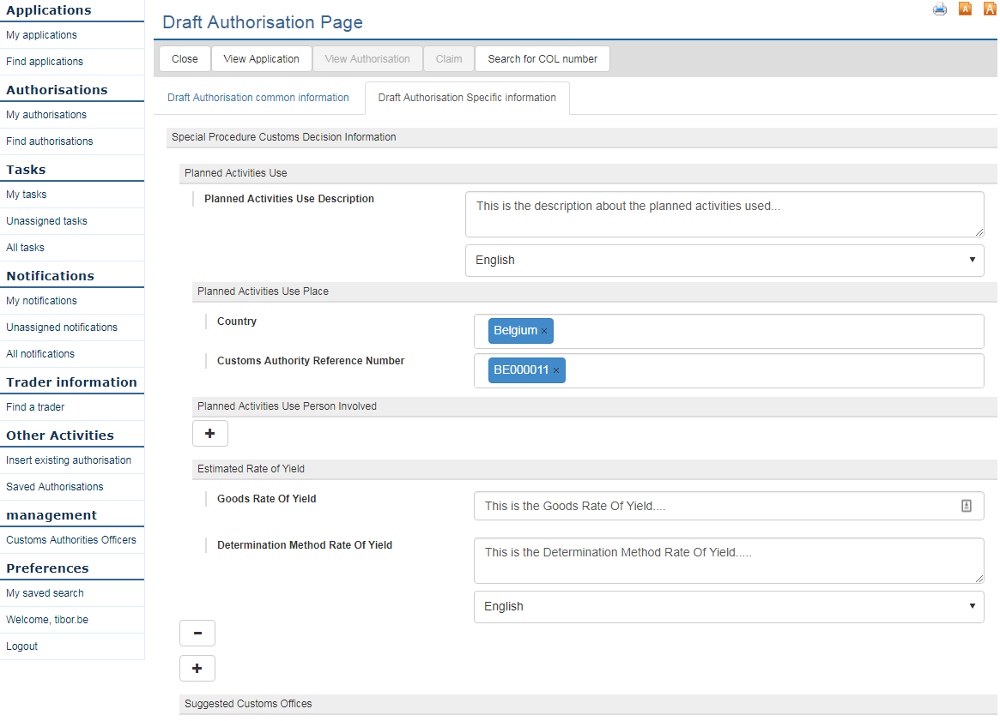 Applications
My applications
Find applications
Authorisations
My authorisations
Find authorisations
Tasks
My tasks
Unassigned tasks
All tasks
Notifications
My notifications
Unassigned notifications
All notifications
Trader information
Find a trader
Other Activities
Insert existing authorisation
Saved Authorisations
management
Customs Authorities Officers
Preferences
My saved search
Welcome, tibor.be
Logout
A A
Draft Authorisation Page
Close View Application View Authorisation Claim Search for COL number
Draft Authorisation common information Draft Authorisation Specific information
Special Procedure Customs Decision Information
Planned Activities Use
Planned Activities Use Description This is the description about the planned activities used...
English
Planned Activities Use Place
Country Belgium ×
Customs Authority Reference Number BE000011 ×
Planned Activities Use Person Involved
+
Estimated Rate of Yield
Goods Rate Of Yield This is the Goods Rate Of Yield....
Determination Method Rate Of Yield This is the Determination Method Rate Of Yield.....
English
-
+
Suggested Customs Offices